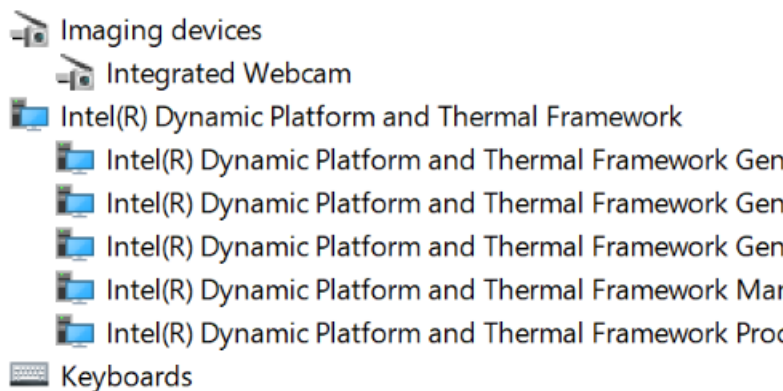 Imaging devices
Integrated Webcam
Intel(R) Dynamic Platform and Thermal Framework
Intel(R) Dynamic Platform and Thermal Framework Gen
Intel(R) Dynamic Platform and Thermal Framework Gen
Intel(R) Dynamic Platform and Thermal Framework Gen
Intel(R) Dynamic Platform and Thermal Framework Man
Intel(R) Dynamic Platform and Thermal Framework Proc
Keyboards